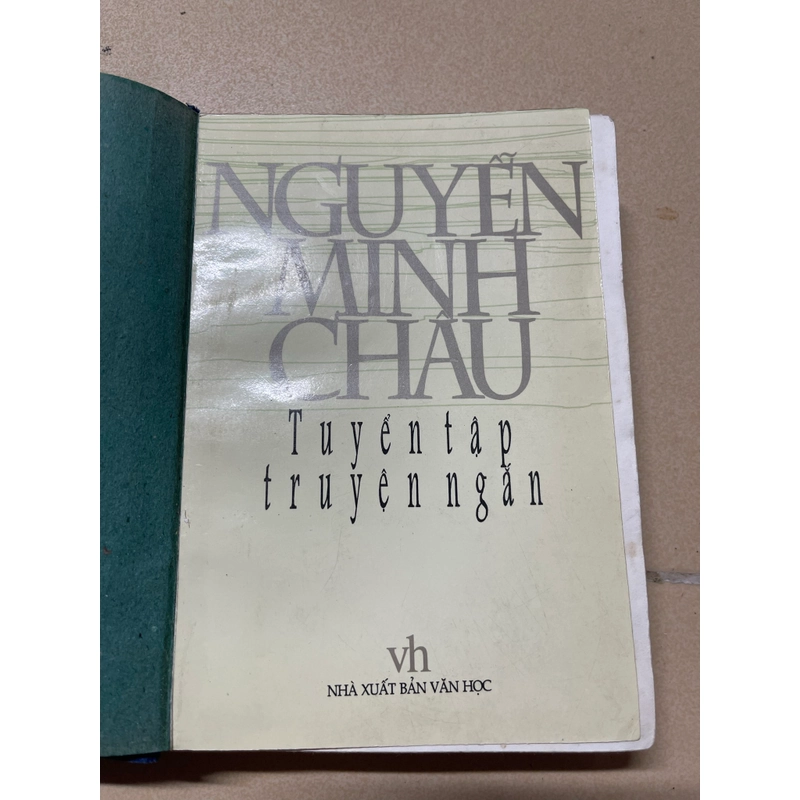 NGUYỄN
MINH
CHÂU
Tuyển tập
truyện ngắn
vh
NHÀ XUẤT BẢN VĂN HỌC